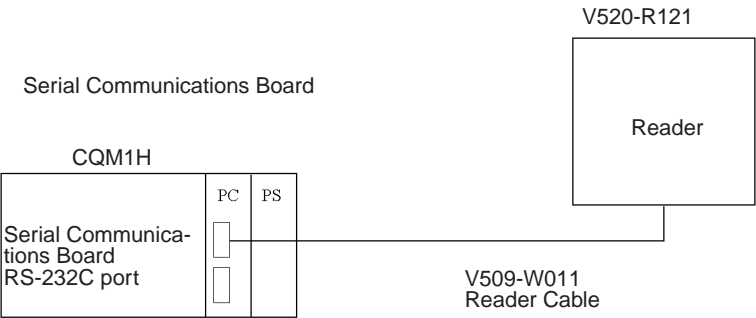 V520-R121
Serial Communications Board
Reader
CQM1H
PC PS
Serial Communica-
tions Board
RS-232C port
V509-W011
Reader Cable